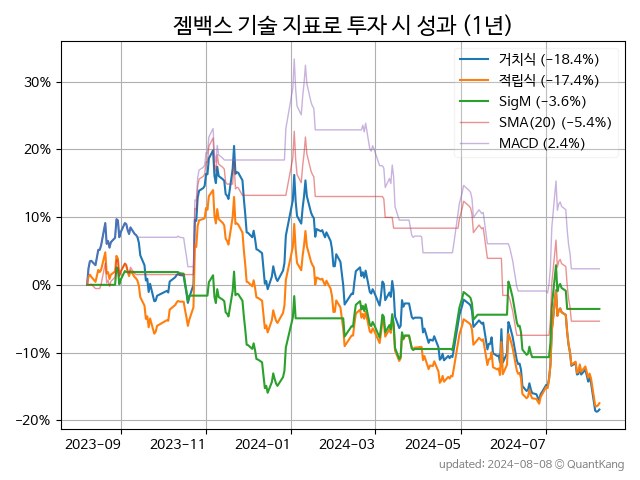 젬백스 기술 지표로 투자 시 성과 (1년)
거치식 (−18.4%)
적립식 (−17.4%)
SigM (−3.6%)
SMA(20) (−5.4%)
MACD (2.4%)
30%
20%
10%
0%
−10%
−20%
2023-09 2023-11 2024-01 2024-03 2024-05 2024-07
updated: 2024-08-08 © QuantKang